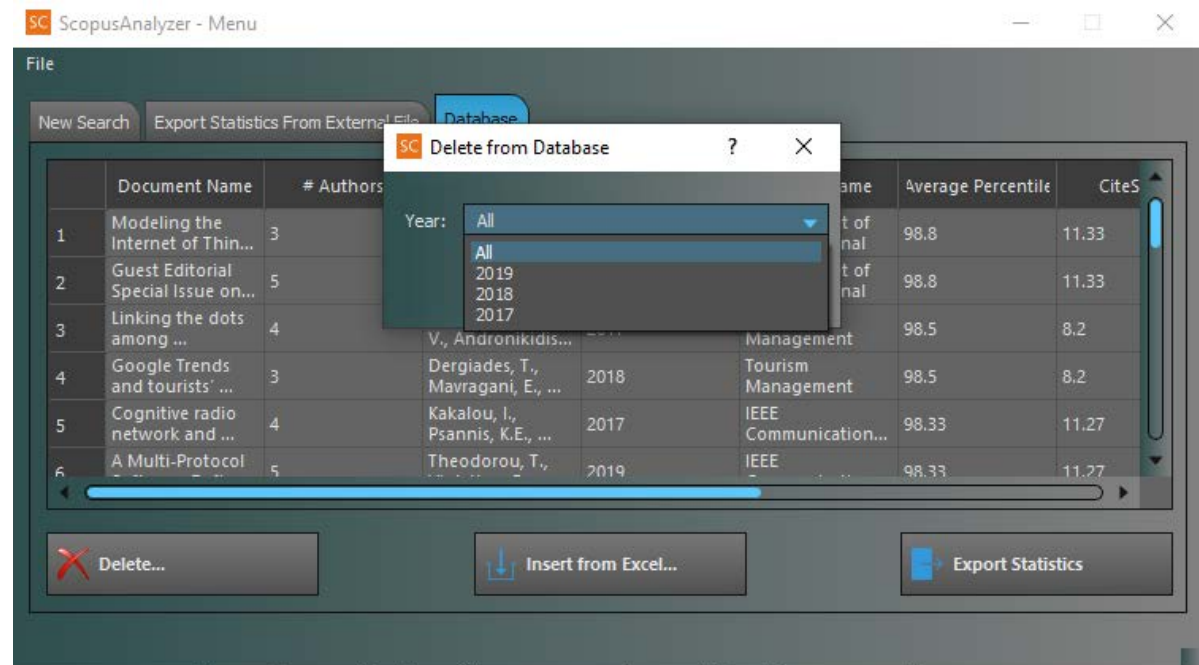 SC ScopusAnalyzer - Menu
File
New Search
Export Statistics From External File
Database
SC Delete from Database ? ×
Year: All
All
2019
2018
2017
Document Name # Authors Average Percentile CiteS
1 Modeling the
Internet of Thin... 3 t of
nal 98.8 11.33
2 Guest Editorial
Special Issue on... 5 t of
nal 98.8 11.33
3 Linking the dots
among ... 4 V., Andronikidis... Management 98.5 8.2
4 Google Trends
and tourists' ... 3 Dergiades, T.,
Mavragani, E., ... 2018 Tourism
Management 98.5 8.2
5 Cognitive radio
network and ... 4 Kakalou, I.,
Psannis, K.E., ... 2017 IEEE
Communication... 98.33 11.27
6 A Multi-Protocol 5 Theodorou, T., 2019 IEEE 98.33 11.27
Delete...
Insert from Excel...
Export Statistics